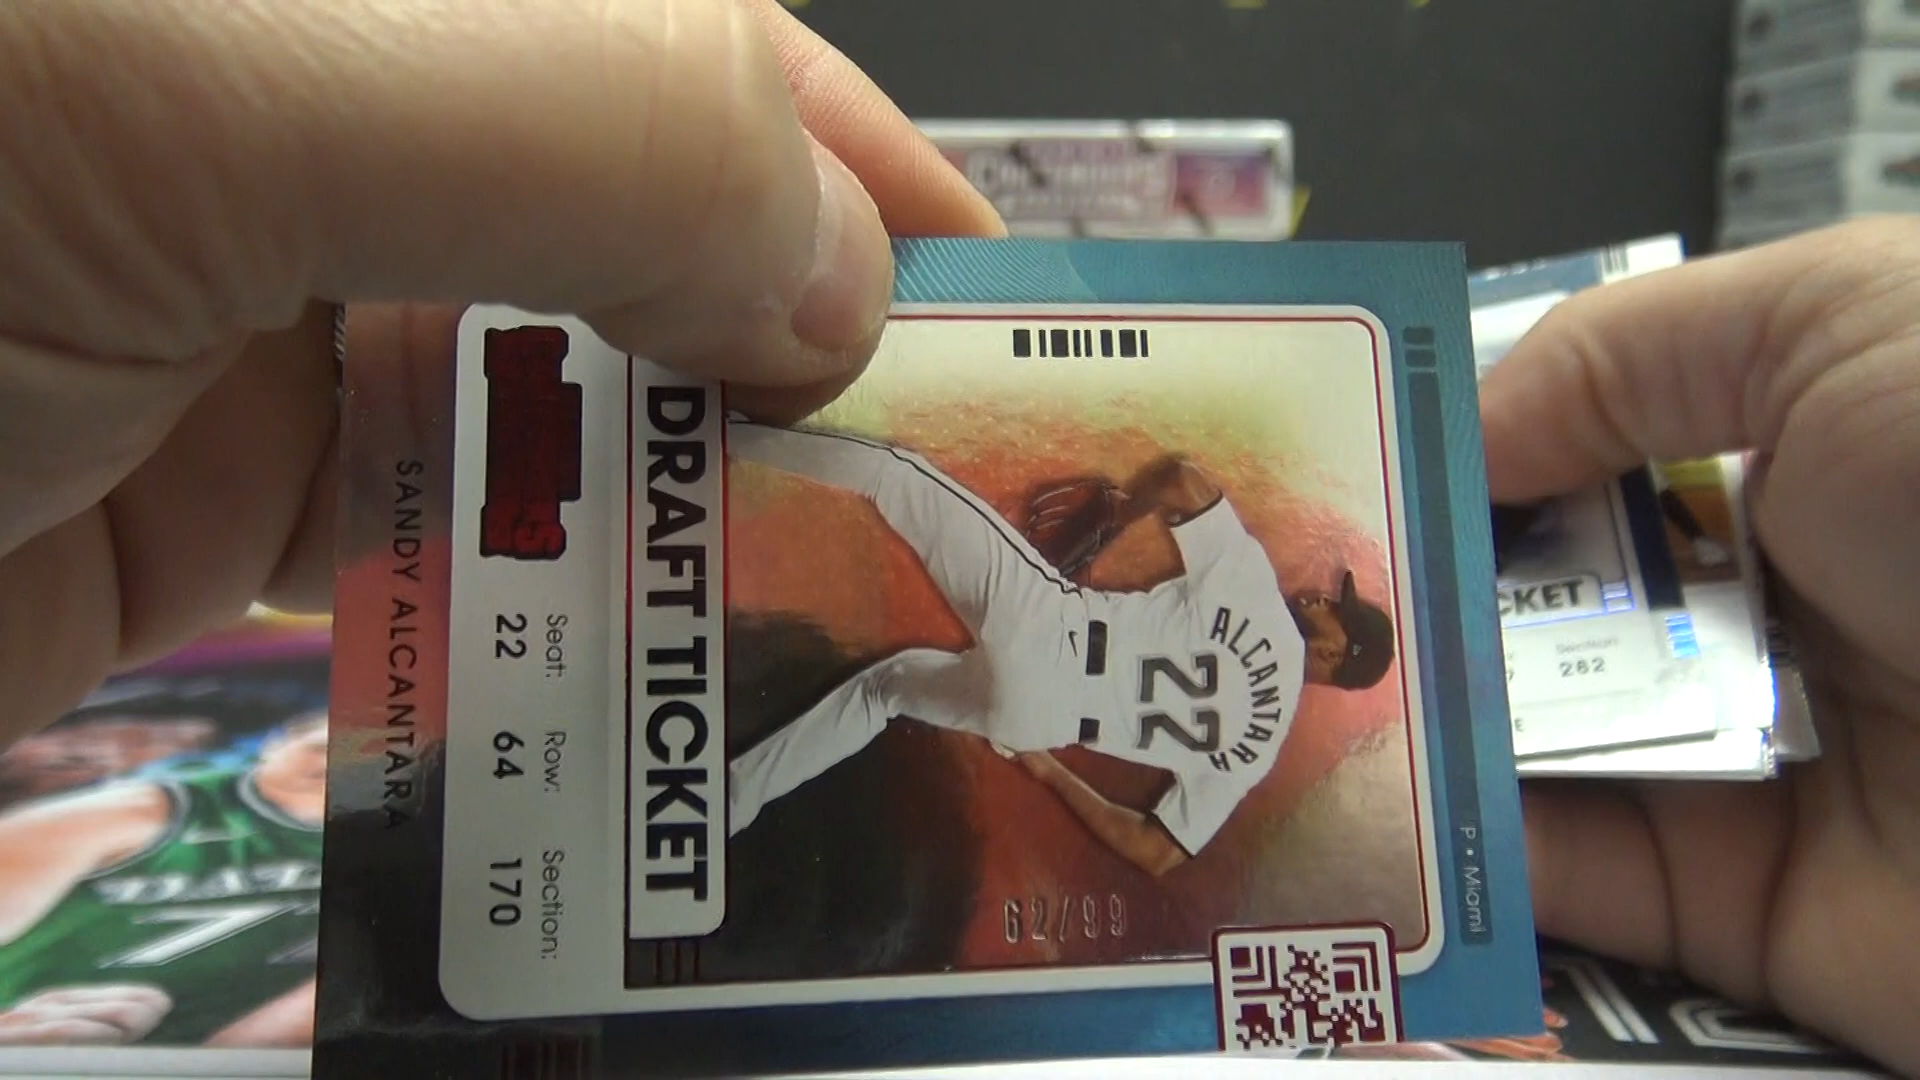 P • Miami
ALCANTARA
22
62/99
DRAFT TICKET
Seat: Row: Section:
22 64 170
SANDY ALCANTARA
CKET
Section
282